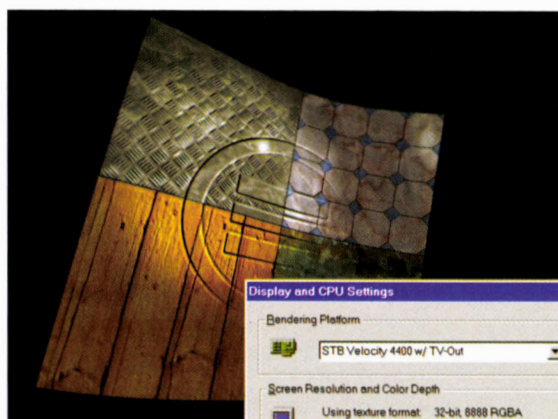 Display and CPU Settings
Rendering Platform
STB Velocity 4400 w/ TV-Out
Screen Resolution and Color Depth
Using texture format: 32-bit, 8888 RGBA